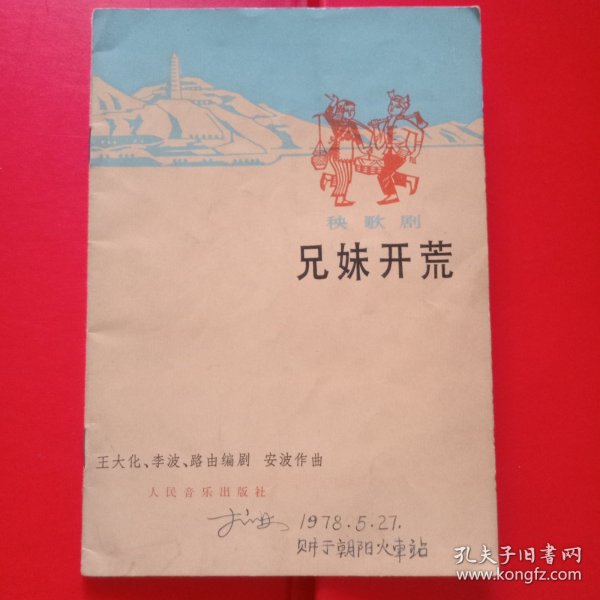 秧歌剧
兄妹开荒
王大化、李波、路由编剧 安波作曲
人民音乐出版社
1978.5.27.
购于朝阳火車站
孔夫子旧書网
www.kongfz.com